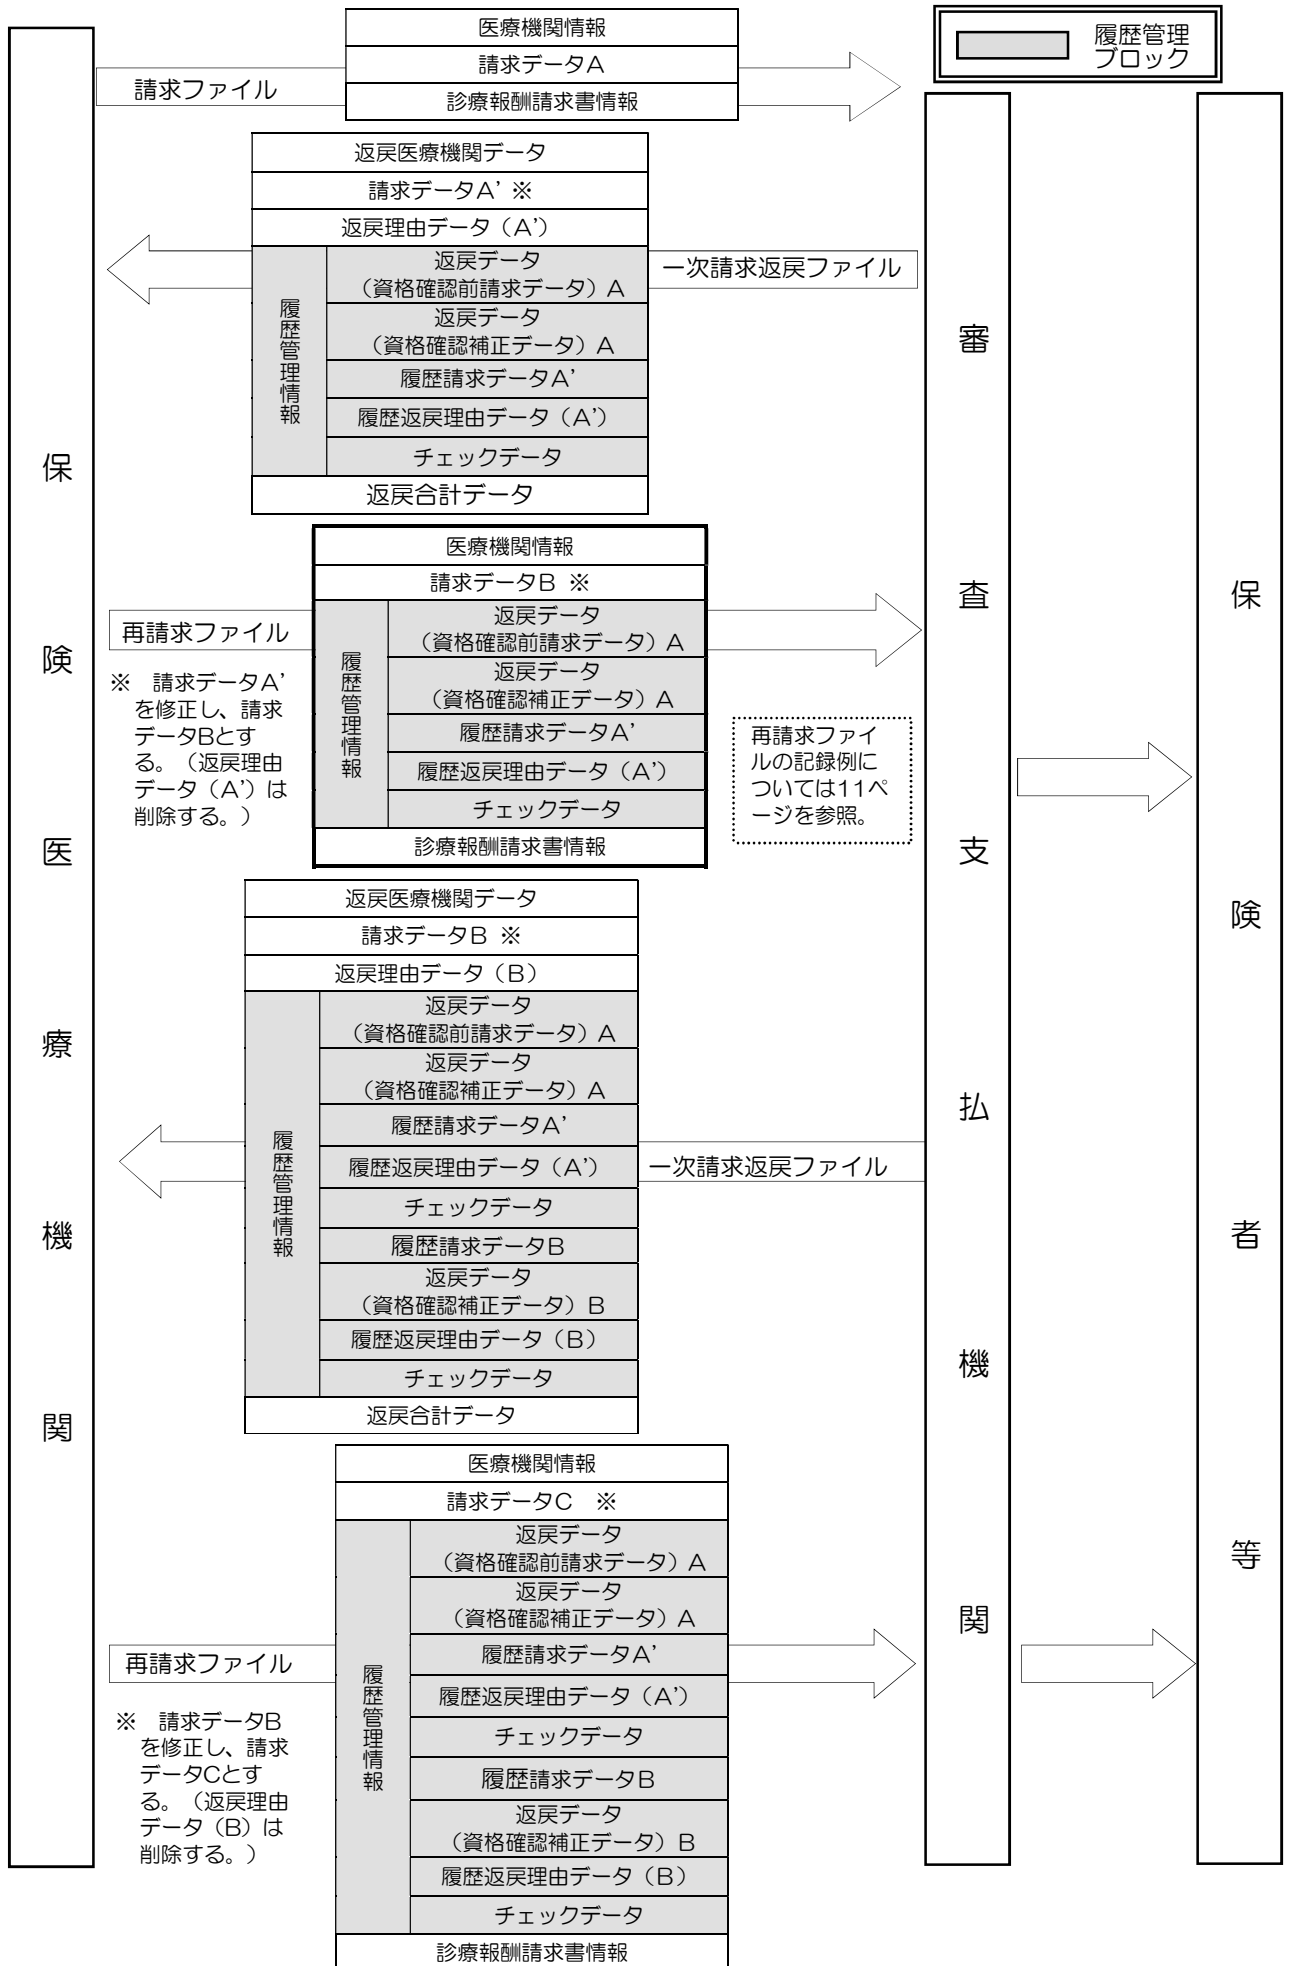 医療機関情報
請求データA
診療報酬請求書情報
請求ファイル
履歴管理
ブロック
返戻医療機関データ
請求データA’ ※
返戻理由データ（A’）
履歴管理情報
返戻データ
（資格確認前請求データ）A
返戻データ
（資格確認補正データ）A
履歴請求データA’
履歴返戻理由データ（A’）
チェックデータ
返戻合計データ
一次請求返戻ファイル
医療機関情報
請求データB ※
履歴管理情報
返戻データ
（資格確認前請求データ）A
返戻データ
（資格確認補正データ）A
履歴請求データA’
履歴返戻理由データ（A’）
チェックデータ
診療報酬請求書情報
再請求ファイル
※　請求データA’
を修正し、請求
データBとす
る。（返戻理由
データ（A’）は
削除する。）
再請求ファイ
ルの記録例に
ついては11ペ
ージを参照。
返戻医療機関データ
請求データB ※
返戻理由データ（B）
履歴管理情報
返戻データ
（資格確認前請求データ）A
返戻データ
（資格確認補正データ）A
履歴請求データA’
履歴返戻理由データ（A’）
チェックデータ
履歴請求データB
返戻データ
（資格確認補正データ）B
履歴返戻理由データ（B）
チェックデータ
返戻合計データ
一次請求返戻ファイル
医療機関情報
請求データC　※
履歴管理情報
返戻データ
（資格確認前請求データ）A
返戻データ
（資格確認補正データ）A
履歴請求データA’
履歴返戻理由データ（A’）
チェックデータ
履歴請求データB
返戻データ
（資格確認補正データ）B
履歴返戻理由データ（B）
チェックデータ
診療報酬請求書情報
再請求ファイル
※　請求データB
を修正し、請求
データCとす
る。（返戻理由
データ（B）は
削除する。）
保険医療機関
審査支払機関
保険者等